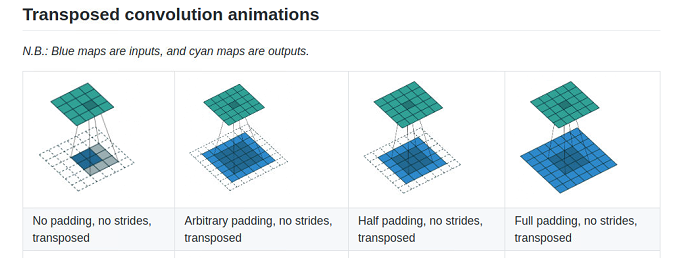 Transposed convolution animations
N.B.: Blue maps are inputs, and cyan maps are outputs.
No padding, no strides,
transposed
Arbitrary padding, no strides,
transposed
Half padding, no strides,
transposed
Full padding, no strides,
transposed